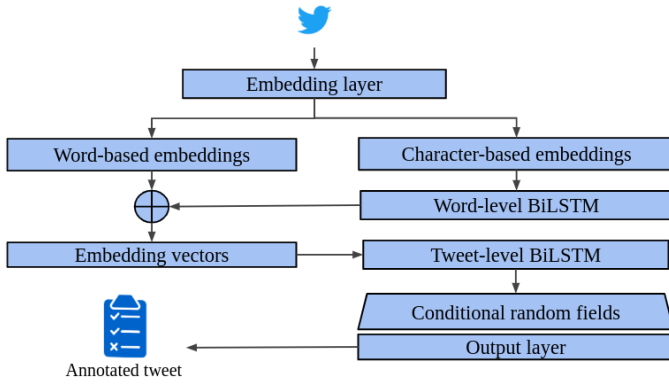 Embedding layer
Word-based embeddings
Character-based embeddings
Word-level BiLSTM
Embedding vectors
Tweet-level BiLSTM
Conditional random fields
Output layer
Annotated tweet